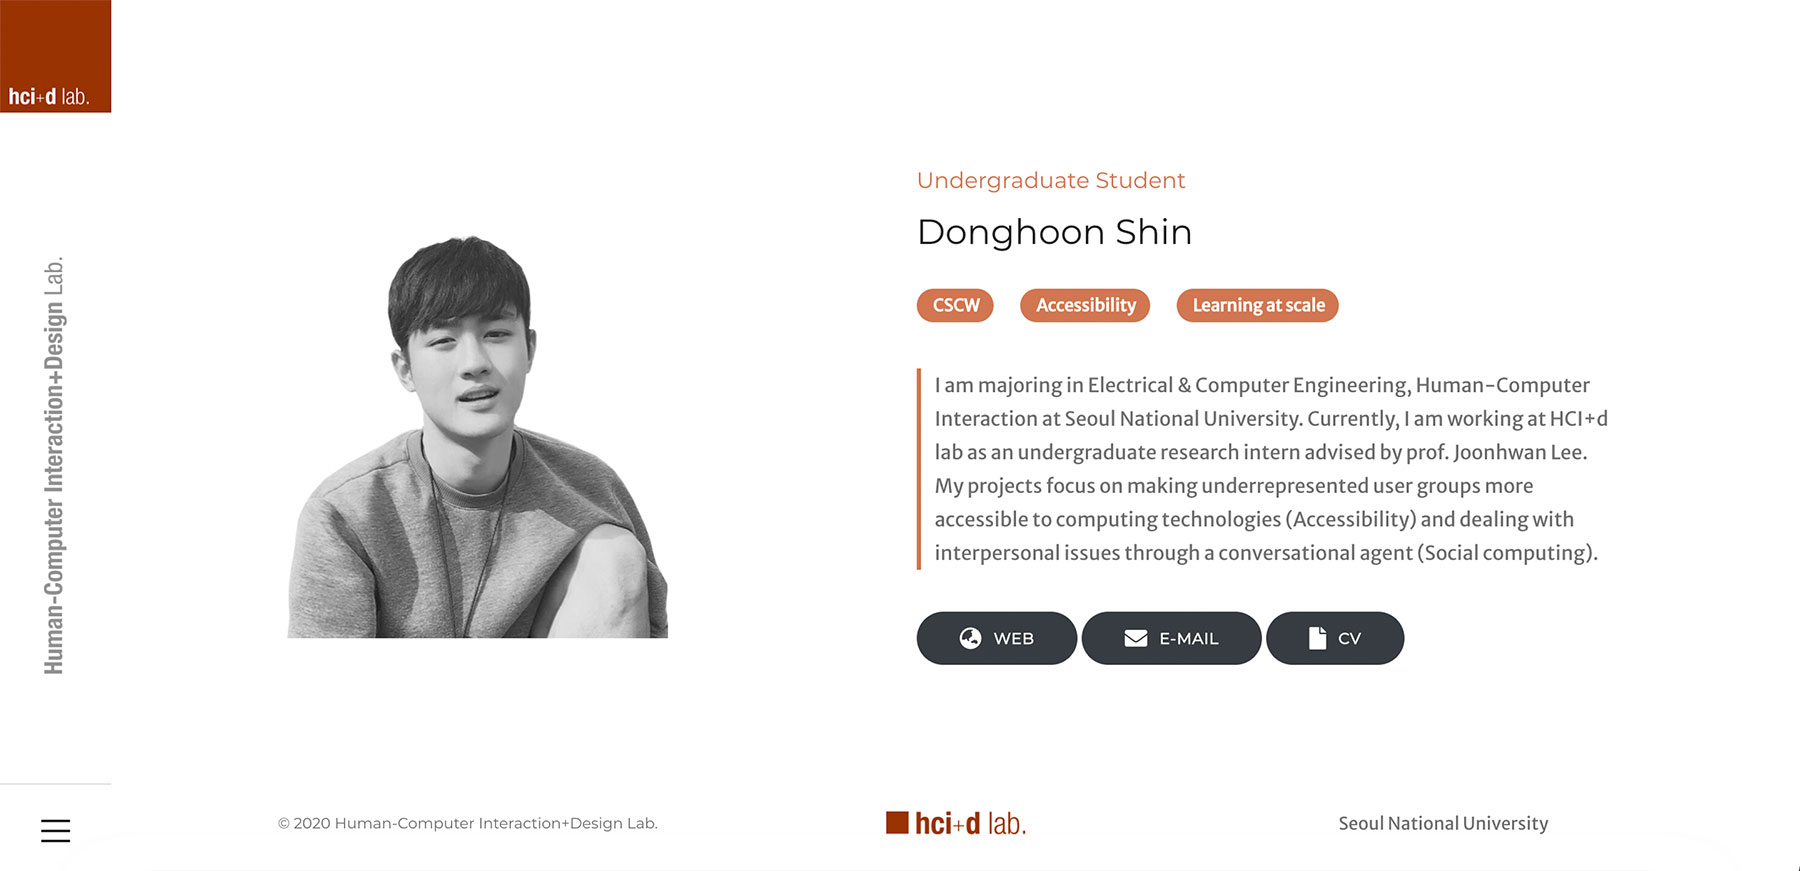 hci+d lab.
Human-Computer Interaction+Design Lab.
Undergraduate Student
Donghoon Shin
CSCW Accessibility Learning at scale
I am majoring in Electrical & Computer Engineering, Human-Computer
Interaction at Seoul National University. Currently, I am working at HCI+d
lab as an undergraduate research intern advised by prof. Joonhwan Lee.
My projects focus on making underrepresented user groups more
accessible to computing technologies (Accessibility) and dealing with
interpersonal issues through a conversational agent (Social computing).
WEB E-MAIL CV
© 2020 Human-Computer Interaction+Design Lab. hci+d lab. Seoul National University